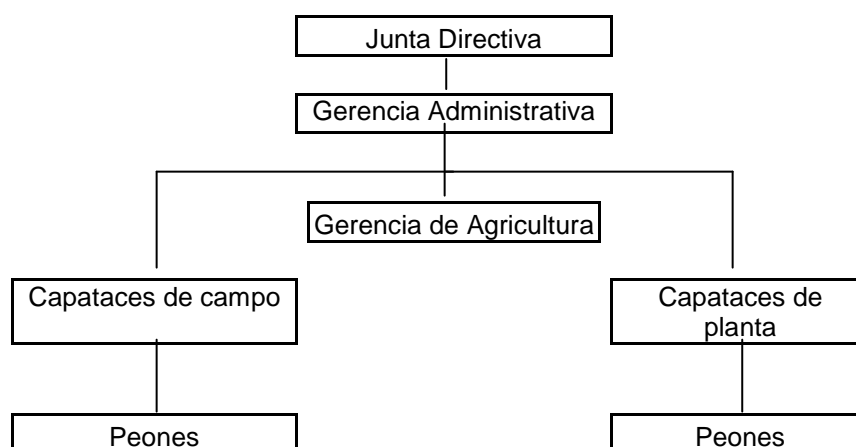 Junta Directiva
Gerencia Administrativa
Gerencia de Agricultura
Capataces de campo
Capataces de
planta
Peones
Peones